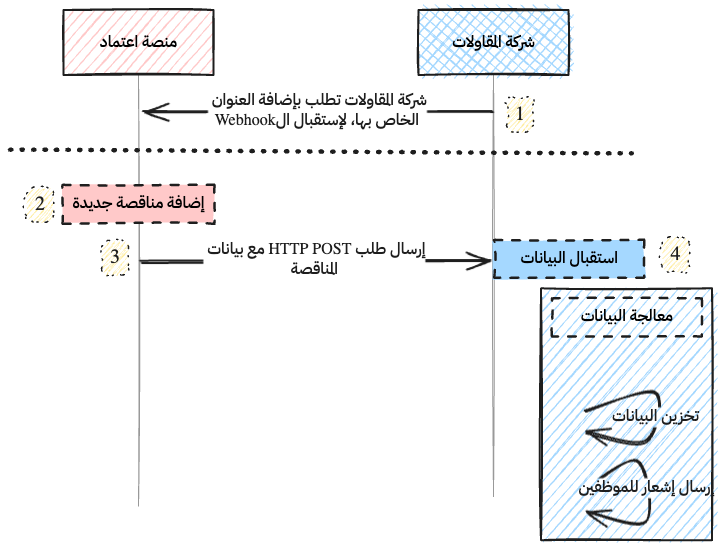 شركة المقاولات
منصة اعتماد
1
شركة المقاولات تطلب بإضافة العنوان
الخاص بها، لإستقبال الWebhook
2
إضافة مناقصة جديدة
3
إرسال طلب HTTP POST مع بيانات
المناقصة
4
استقبال البيانات
معالجة البيانات
تخزين البيانات
إرسال إشعار للموظفين